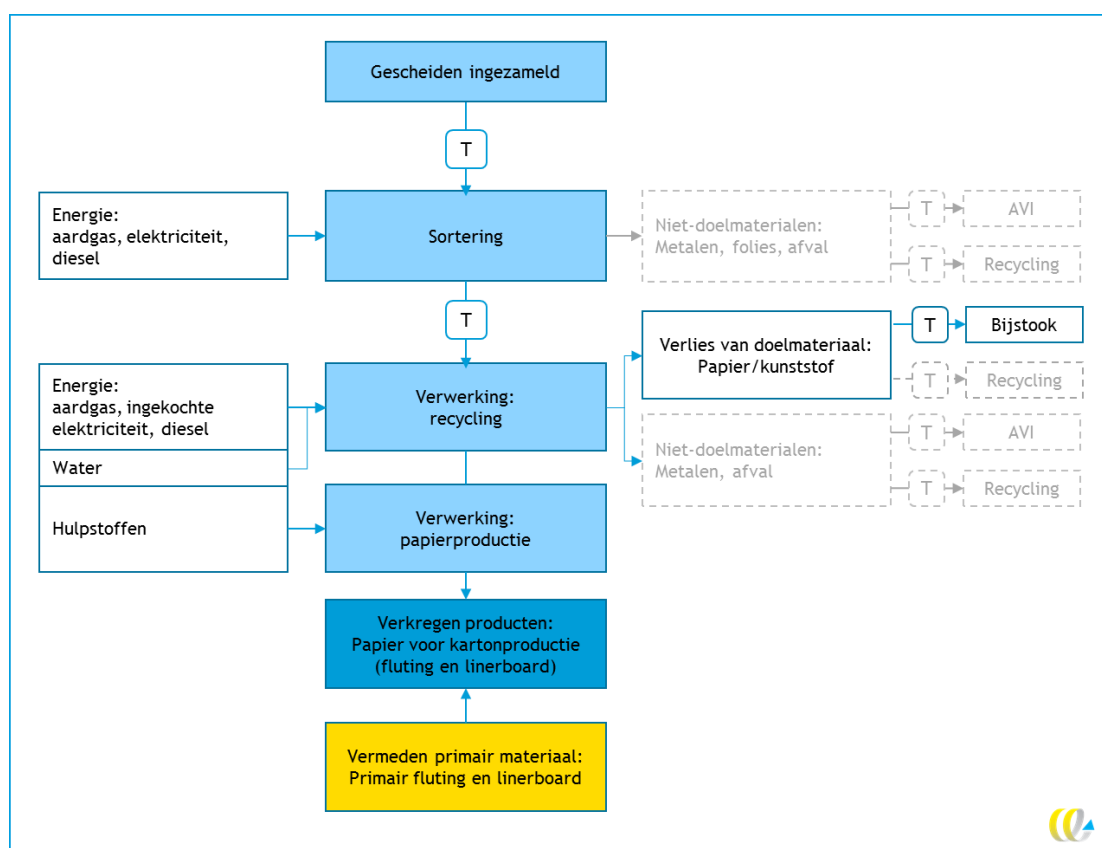 Gescheiden ingezameld
T
Energie:
aardgas, elektriciteit,
diesel
Sortering
Niet-doelmaterialen:
Metalen, folies, afval
T
AVI
T
Recycling
T
Verlies van doelmateriaal:
Papier/kunststof
T
Bijstook
T
Recycling
Energie:
aardgas, ingekochte
elektriciteit, diesel
Water
Verwerking:
recycling
Niet-doelmaterialen:
Metalen, afval
T
AVI
T
Recycling
Hulpstoffen
Verwerking:
papierproductie
Verkregen producten:
Papier voor kartonproductie
(fluting en linerboard)
Vermeden primair materiaal:
Primair fluting en linerboard